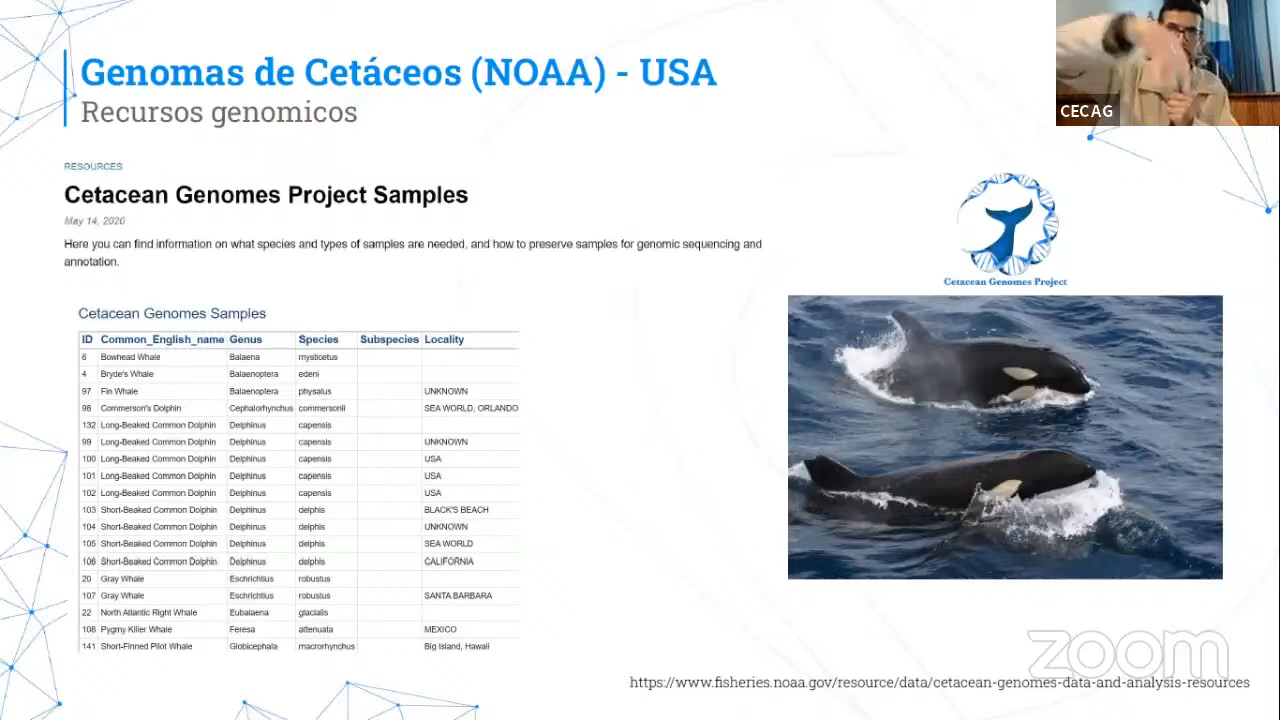 Genomas de Cetáceos (NOAA) - USA
Recursos genomicos
CECAG
RESOURCES
Cetacean Genomes Project Samples
May 14, 2020
Here you can find information on what species and types of samples are needed, and how to preserve samples for genomic sequencing and
annotation.
Cetacean Genomes Project
Cetacean Genomes Samples
ID Common_English_name Genus Species Subspecies Locality
6 Bowhead Whale Balaena mysticetus
4 Bryde's Whale Balaenoptera edeni
97 Fin Whale Balaenoptera physalus UNKNOWN
98 Commerson's Dolphin Cephalorhynchus commersonii SEA WORLD, ORLANDO
132 Long-Beaked Common Dolphin Delphinus capensis
99 Long-Beaked Common Dolphin Delphinus capensis UNKNOWN
100 Long-Beaked Common Dolphin Delphinus capensis USA
101 Long-Beaked Common Dolphin Delphinus capensis USA
102 Long-Beaked Common Dolphin Delphinus capensis USA
103 Short-Beaked Common Dolphin Delphinus delphis BLACK'S BEACH
104 Short-Beaked Common Dolphin Delphinus delphis UNKNOWN
105 Short-Beaked Common Dolphin Delphinus delphis SEA WORLD
106 Short-Beaked Common Dolphin Delphinus delphis CALIFORNIA
20 Gray Whale Eschrichtius robustus
107 Gray Whale Eschrichtius robustus SANTA BARBARA
22 North Atlantic Right Whale Eubalaena glacialis
108 Pygmy Killer Whale Feresa attenuata MEXICO
141 Short-Finned Pilot Whale Globicephala macrorhynchus Big Island, Hawaii
zoom
https://www.fisheries.noaa.gov/resource/data/cetacean-genomes-data-and-analysis-resources